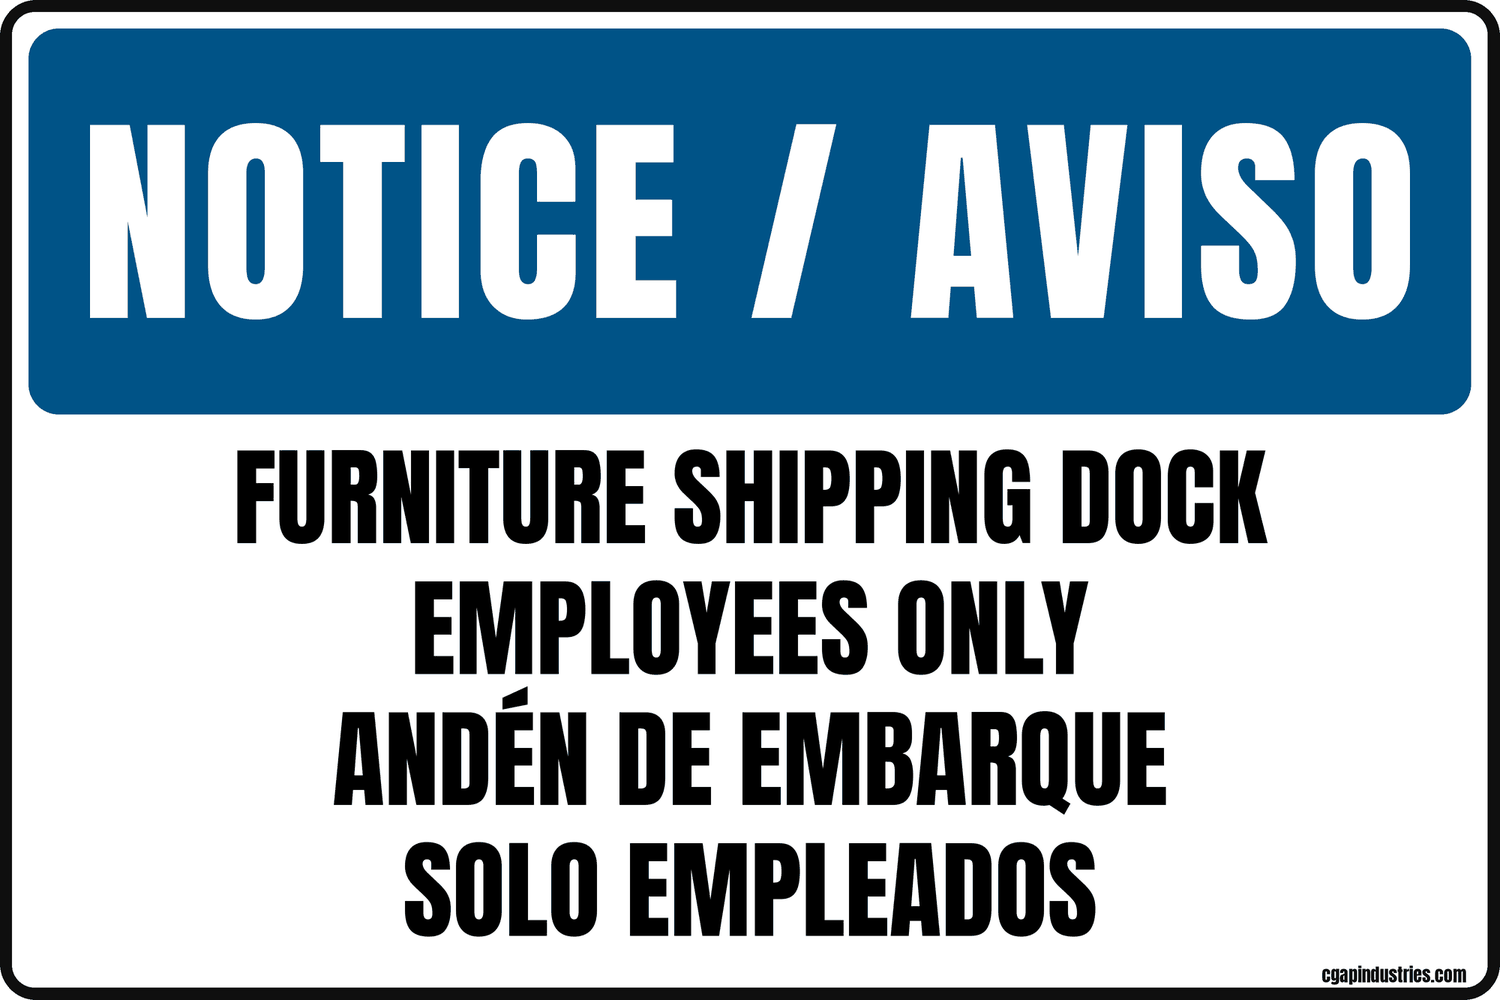 NOTICE / AVISO
FURNITURE SHIPPING DOCK
EMPLOYEES ONLY
ANDÉN DE EMBARQUE
SOLO EMPLEADOS
cgapindustries.com